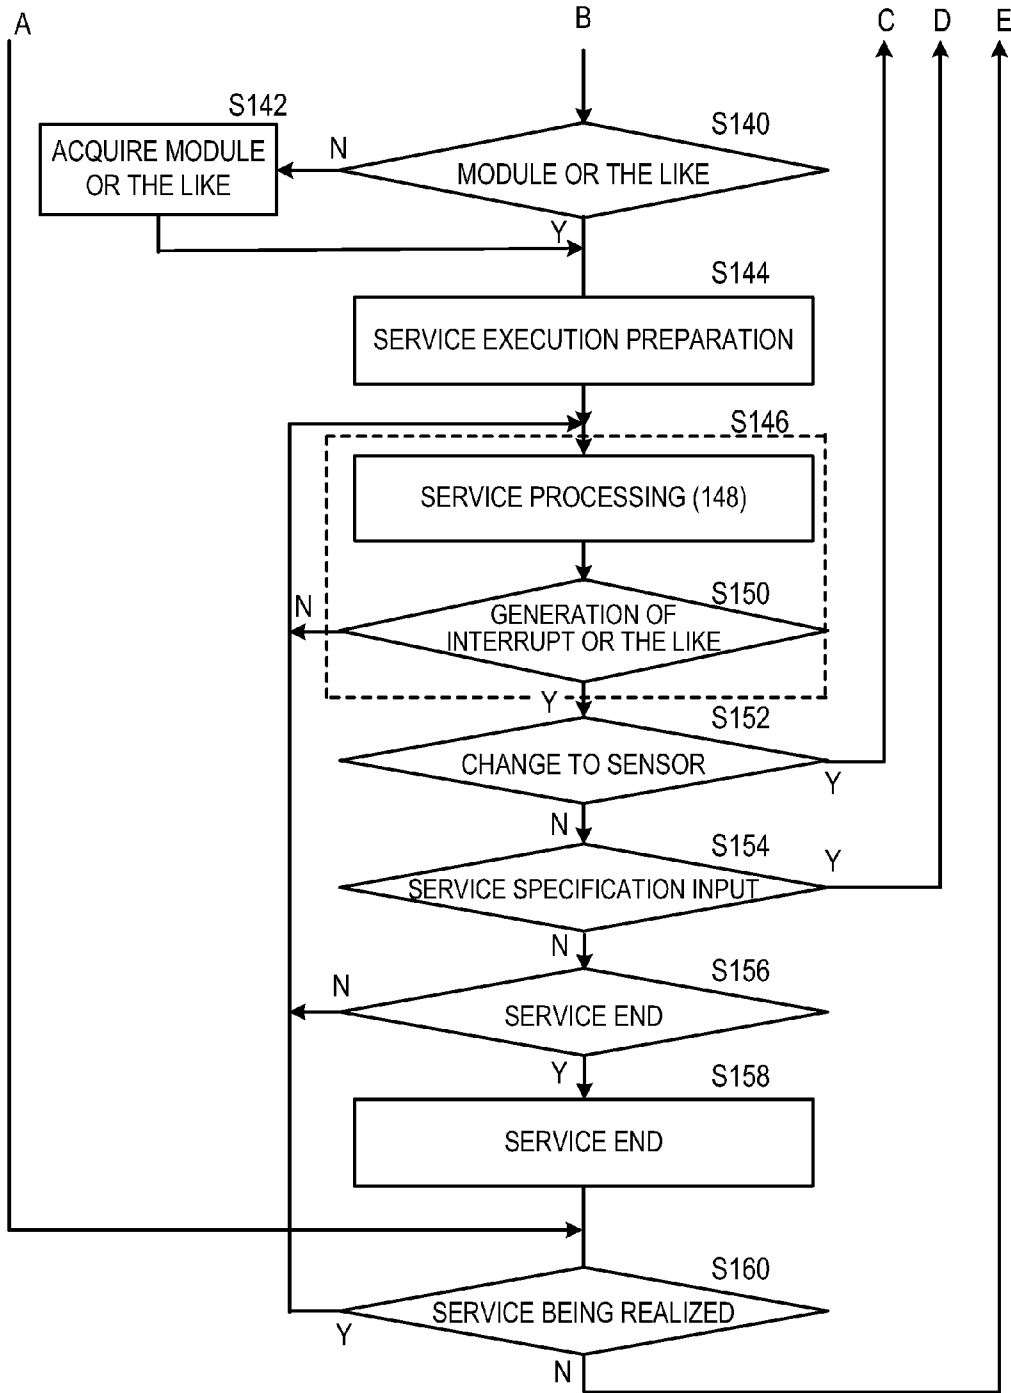 A
B
C
D
E
S142
ACQUIRE MODULE
OR THE LIKE
N
S140
MODULE OR THE LIKE
Y
S144
SERVICE EXECUTION PREPARATION
S146
SERVICE PROCESSING (148)
S150
N
GENERATION OF
INTERRUPT OR THE LIKE
Y
S152
CHANGE TO SENSOR
Y
N
S154
Y
SERVICE SPECIFICATION INPUT
N
S156
N
SERVICE END
Y
S158
SERVICE END
S160
SERVICE BEING REALIZED
Y
N